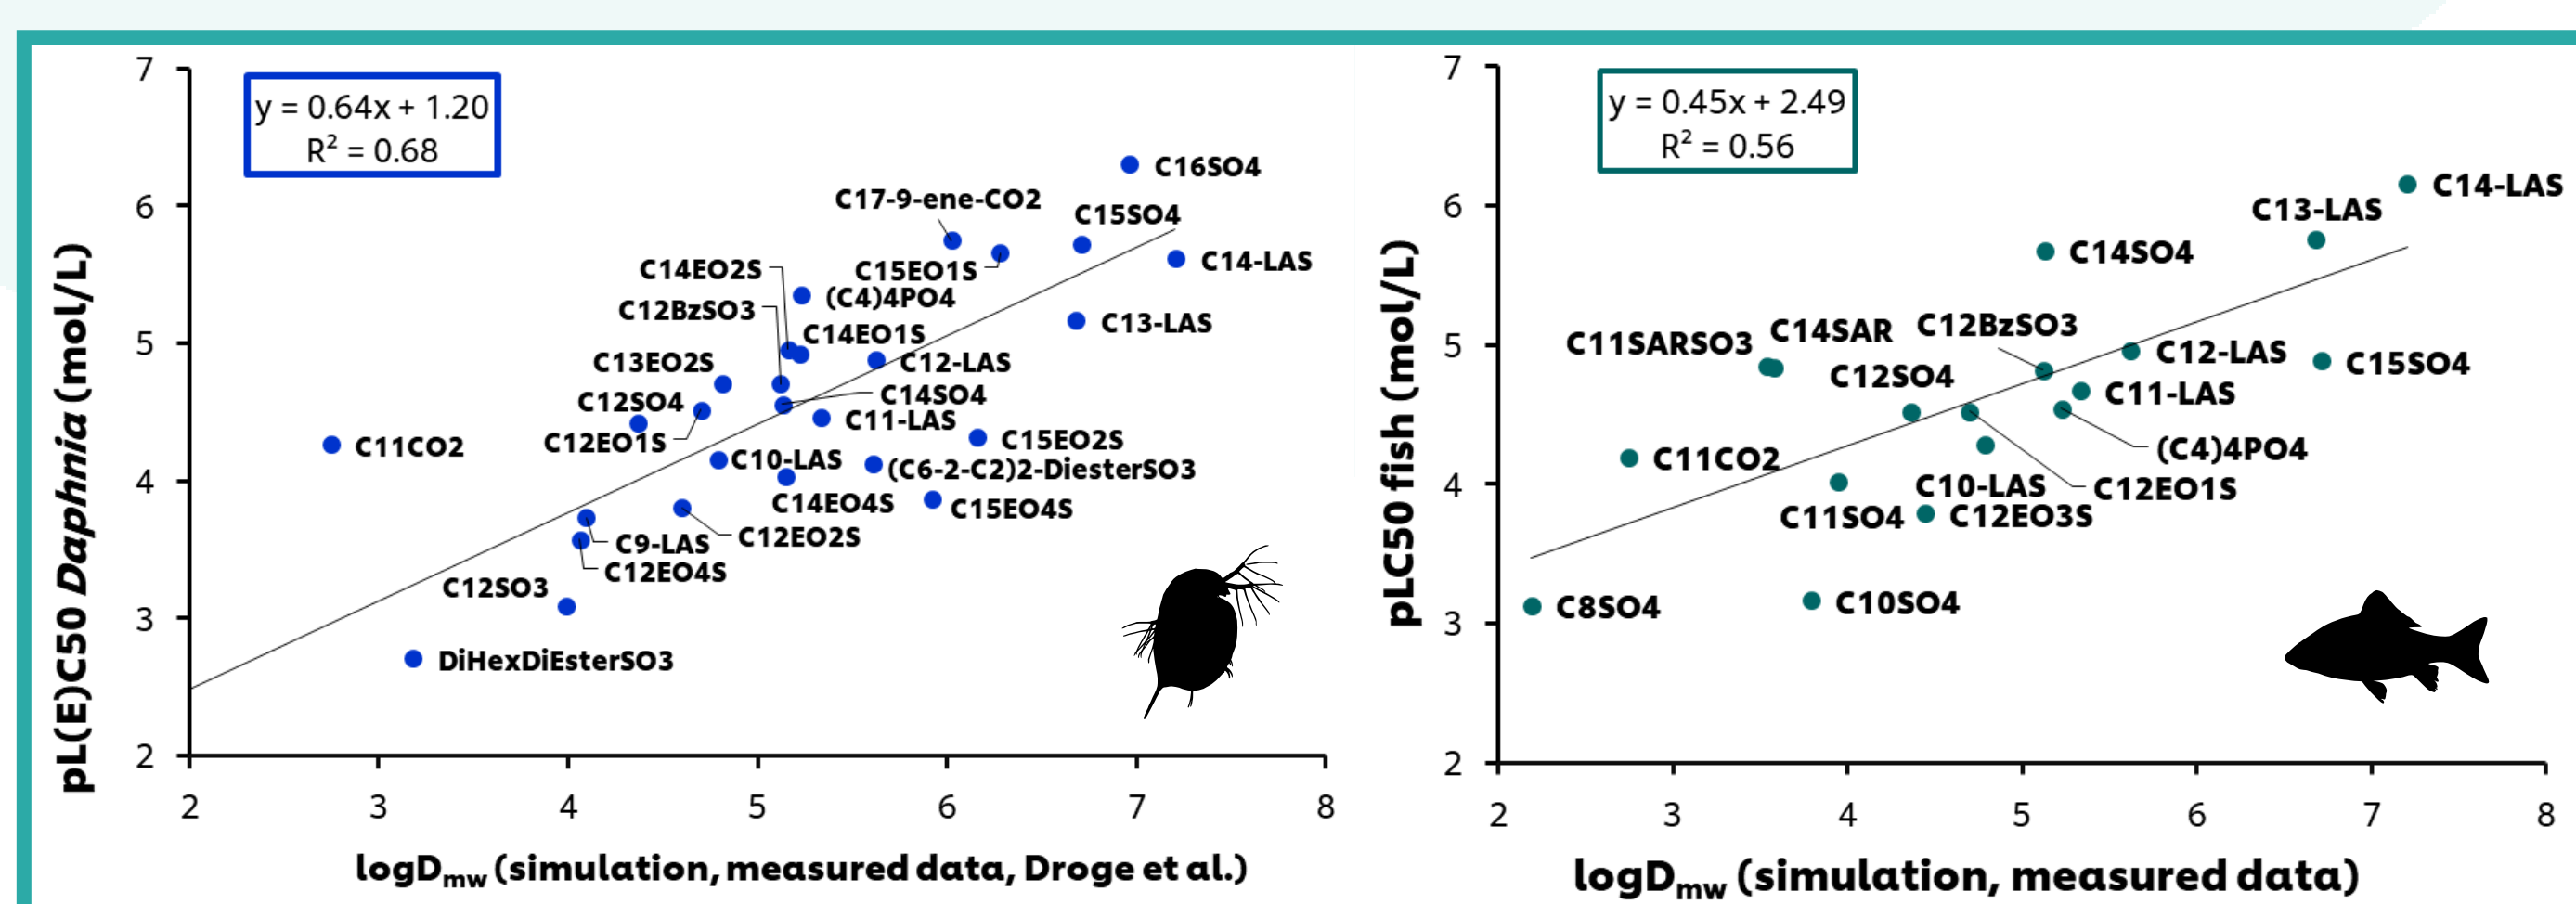 7
6
5
4
3
2
pL(E)C50 Daphnia (mol/L)
y = 0.64x + 1.20
R² = 0.68
C16SO4
C17-9-ene-CO2
C15SO4
C14EO2S
C15EO1S
C14-LAS
(C4)4PO4
C12BzSO3
C14EO1S
C13-LAS
C13EO2S
C12-LAS
C12SO4
C14SO4
C11-LAS
C12EO1S
C11CO2
C15EO2S
C10-LAS
(C6-2-C2)2-DiesterSO3
C14EO4S
C15EO4S
C12EO2S
C9-LAS
C12EO4S
C12SO3
DiHexDiEsterSO3
2 3 4 5 6 7 8
logDmw (simulation, measured data, Droge et al.)
7
6
5
4
3
2
pLC50 fish (mol/L)
y = 0.45x + 2.49
R² = 0.56
C14-LAS
C13-LAS
C14SO4
C11SARSO3
C14SAR
C12BzSO3
C12-LAS
C15SO4
C12SO4
C11-LAS
(C4)4PO4
C11CO2
C10-LAS
C12EO1S
C11SO4
C12EO3S
C8SO4
C10SO4
2 3 4 5 6 7 8
logDmw (simulation, measured data)